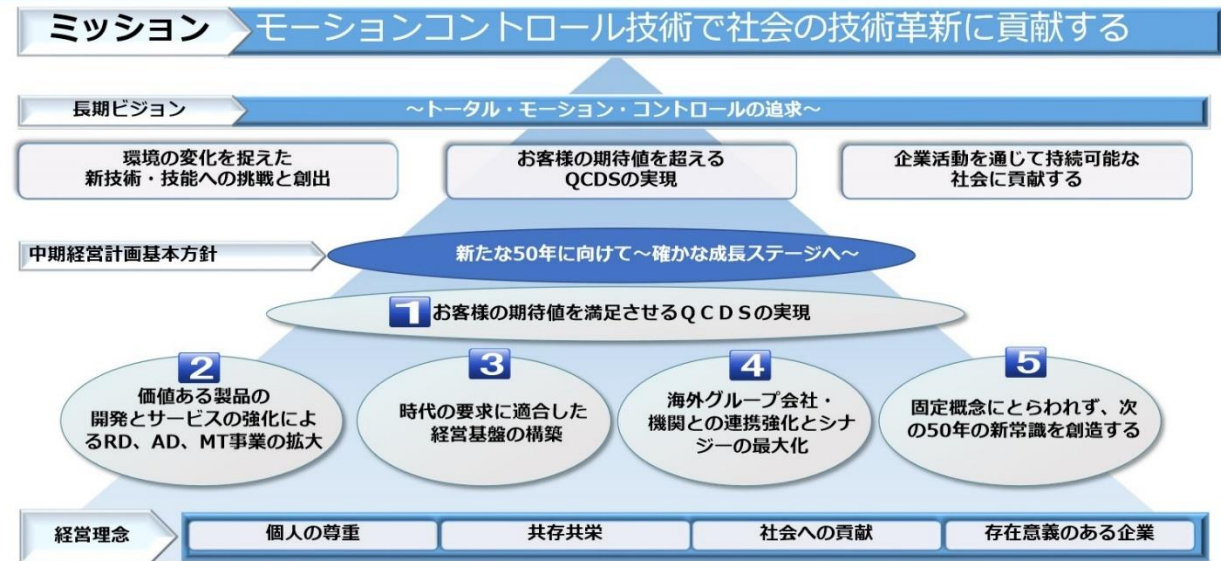 ミッション
モーションコントロール技術で社会の技術革新に貢献する
長期ビジョン
～トータル・モーション・コントロールの追求～
環境の変化を捉えた
新技術・技能への挑戦と創出
お客様の期待値を超える
QCDSの実現
企業活動を通じて持続可能な
社会に貢献する
中期経営計画基本方針
新たな50年に向けて～確かな成長ステージへ～
1 お客様の期待値を満足させるＱＣＤＳの実現
2
価値ある製品の
開発とサービスの強化によ
るRD、AD、MT事業の拡大
3
時代の要求に適合した
経営基盤の構築
4
海外グループ会社・
機関との連携強化とシナ
ジーの最大化
5
固定概念にとらわれず、次
の50年の新常識を創造する
経営理念
個人の尊重
共存共栄
社会への貢献
存在意義のある企業